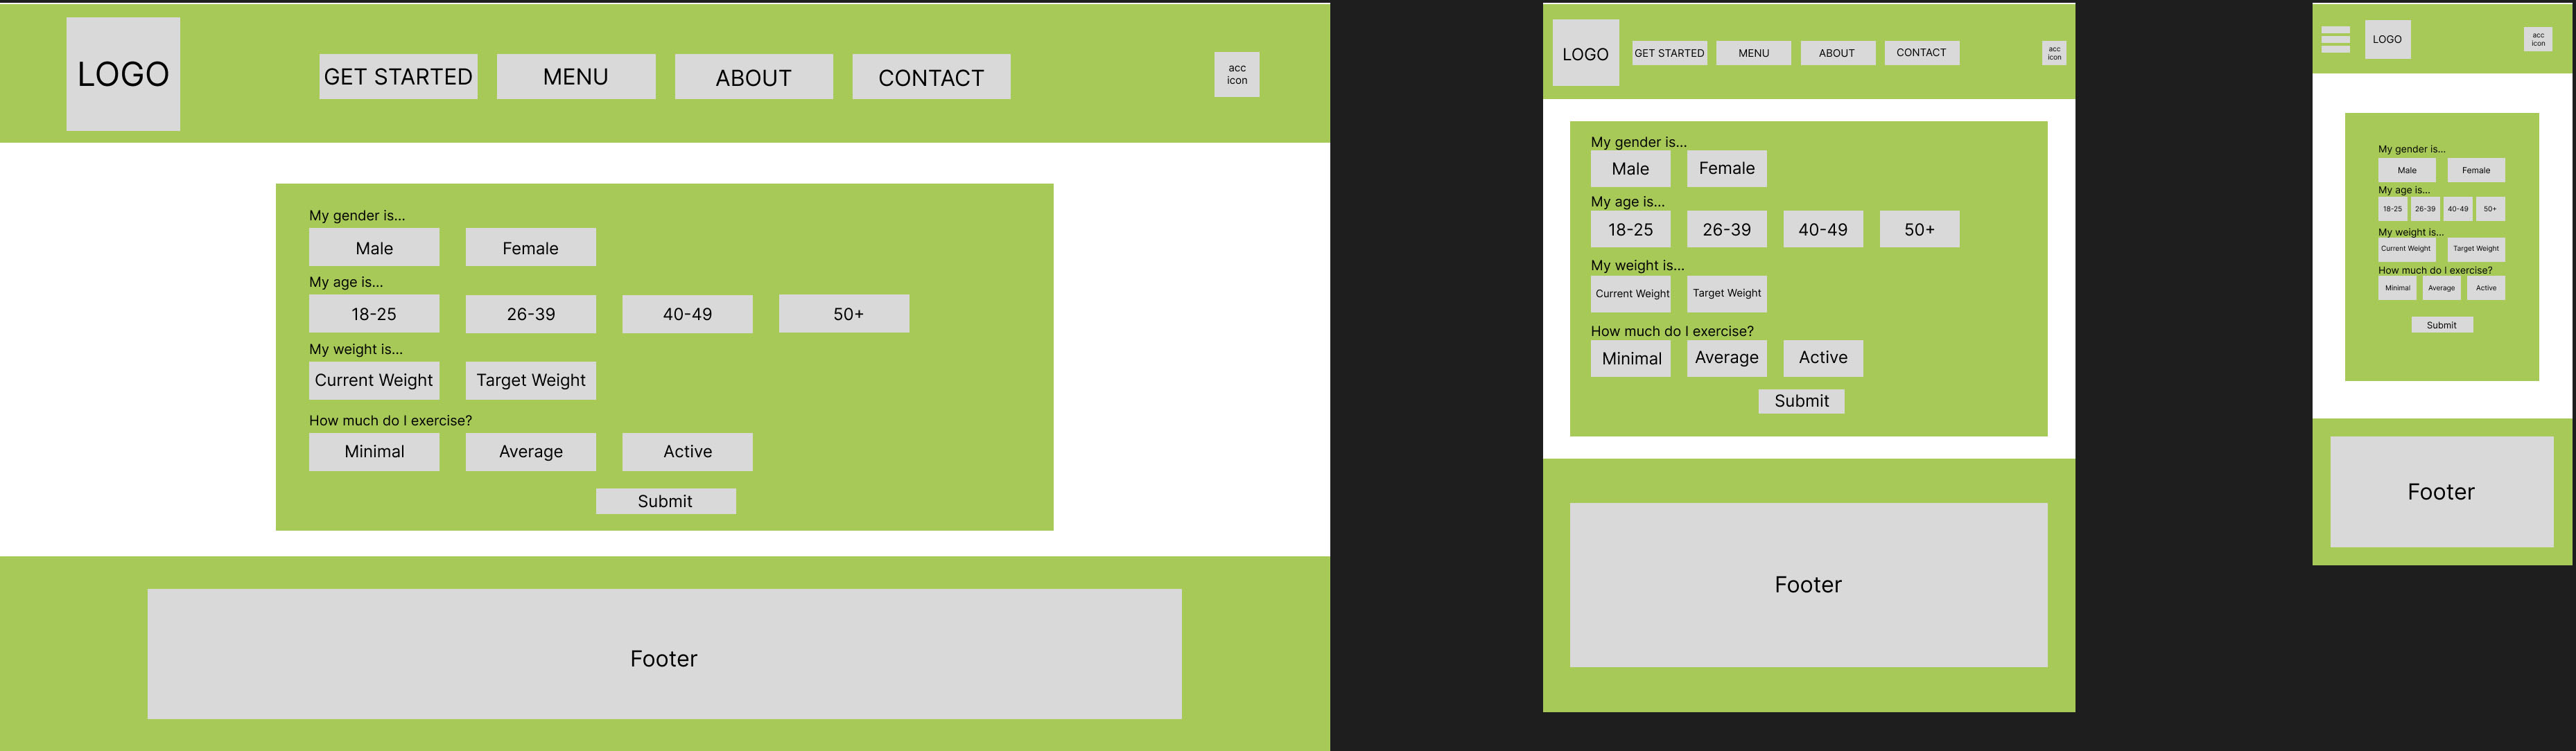 LOGO
GET STARTED
MENU
ABOUT
CONTACT
acc
icon
My gender is...
Male
Female
My age is...
18-25
26-39
40-49
50+
My weight is...
Current Weight
Target Weight
How much do I exercise?
Minimal
Average
Active
Submit
Footer
LOGO
GET STARTED
MENU
ABOUT
CONTACT
acc
icon
My gender is...
Male
Female
My age is...
18-25
26-39
40-49
50+
My weight is...
Current Weight
Target Weight
How much do I exercise?
Minimal
Average
Active
Submit
Footer
LOGO
acc
icon
My gender is...
Male
Female
My age is...
18-25
26-39
40-49
50+
My weight is...
Current Weight
Target Weight
How much do I exercise?
Minimal
Average
Active
Submit
Footer